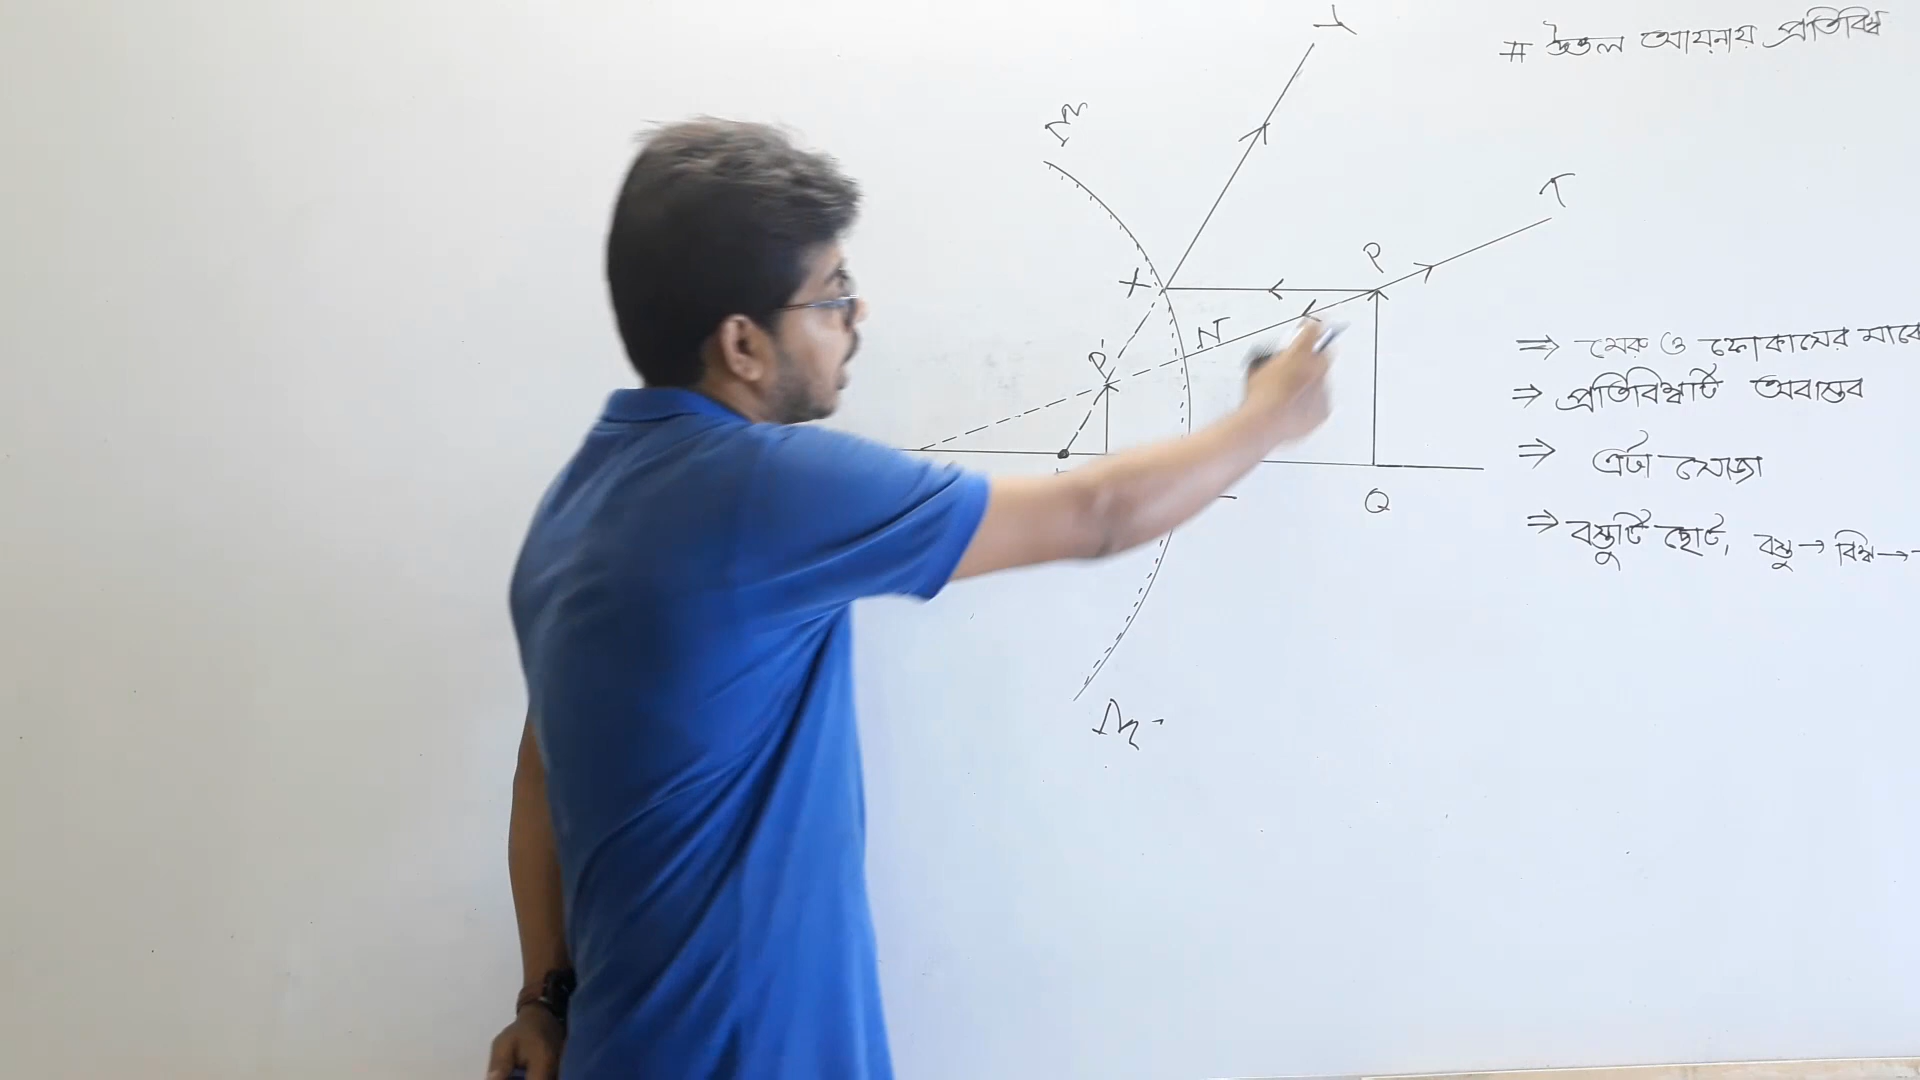 # উত্তল আয়নায় প্রতিবিম্ব
M
Y
T
P
X
N
P'
⇒ মেরু ও ফোকাসের মাঝে
⇒ প্রতিবিম্বটি অবাস্তব
⇒ এটা সোজা
Q
⇒ বস্তুটি ছোট, বস্তু → বিম্ব →
M'